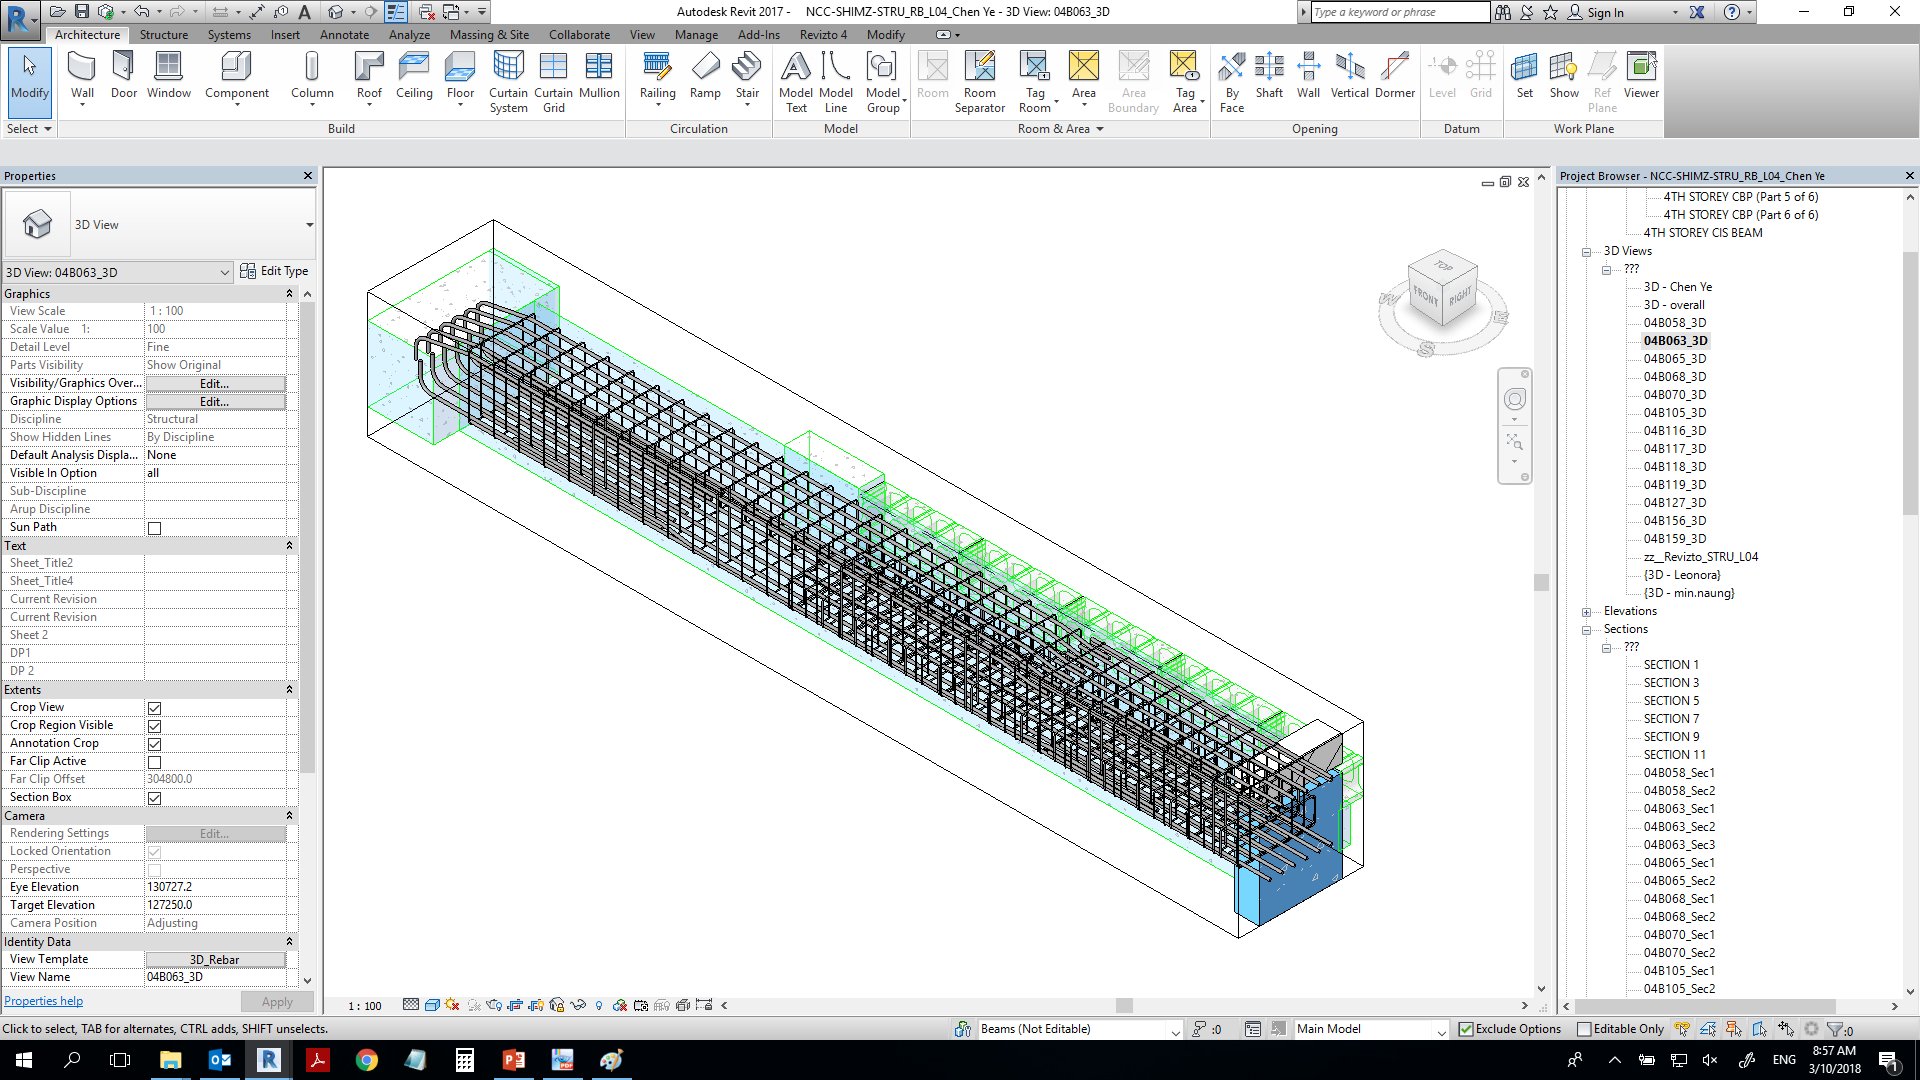 Autodesk Revit 2017 - NCC-SHIMZ-STRU_RB_L04_Chen Ye - 3D View: 04B063_3D
Type a keyword or phrase
Sign In
Architecture Structure Systems Insert Annotate Analyze Massing & Site Collaborate View Manage Add-Ins Revizto 4 Modify
Modify
Wall Door Window Component Column Roof Ceiling Floor Curtain System Curtain Grid Mullion
Railing Ramp Stair
Model Text Model Line Model Group
Room Room Separator Tag Room Area Area Boundary Tag Area
By Face Shaft Wall Vertical Dormer
Level Grid
Set Show Ref Plane Viewer
Select Build Circulation Model Room & Area Opening Datum Work Plane
Properties
3D View
3D View: 04B063_3D Edit Type
Graphics
View Scale 1 : 100
Scale Value 1: 100
Detail Level Fine
Parts Visibility Show Original
Visibility/Graphics Over... Edit...
Graphic Display Options Edit...
Discipline Structural
Show Hidden Lines By Discipline
Default Analysis Displa... None
Visible In Option all
Sub-Discipline
Arup Discipline
Sun Path
Text
Sheet_Title2
Sheet_Title4
Current Revision
Current Revision
Sheet 2
DP1
DP 2
Extents
Crop View
Crop Region Visible
Annotation Crop
Far Clip Active
Far Clip Offset 304800.0
Section Box
Camera
Rendering Settings Edit...
Locked Orientation
Perspective
Eye Elevation 130727.2
Target Elevation 127250.0
Camera Position Adjusting
Identity Data
View Template 3D_Rebar
View Name 04B063_3D
Properties help Apply
TOP
FRONT RIGHT
W
S
1 : 100
Project Browser - NCC-SHIMZ-STRU_RB_L04_Chen Ye
4TH STOREY CBP (Part 5 of 6)
4TH STOREY CBP (Part 6 of 6)
4TH STOREY CIS BEAM
3D Views
???
3D - Chen Ye
3D - overall
04B058_3D
04B063_3D
04B065_3D
04B068_3D
04B070_3D
04B105_3D
04B116_3D
04B117_3D
04B118_3D
04B119_3D
04B127_3D
04B156_3D
04B159_3D
zz__Revizto_STRU_L04
{3D - Leonora}
{3D - min.naung}
Elevations
Sections
???
SECTION 1
SECTION 3
SECTION 5
SECTION 7
SECTION 9
SECTION 11
04B058_Sec1
04B058_Sec2
04B063_Sec1
04B063_Sec2
04B063_Sec3
04B065_Sec1
04B065_Sec2
04B068_Sec1
04B068_Sec2
04B070_Sec1
04B070_Sec2
04B105_Sec1
04B105_Sec2
Click to select, TAB for alternates, CTRL adds, SHIFT unselects.
Beams (Not Editable) :0 Main Model Exclude Options Editable Only :0
ENG
8:57 AM
3/10/2018
1